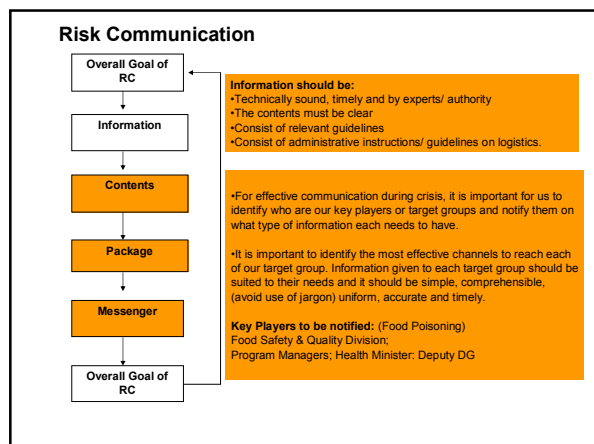 Risk Communication
Overall Goal of
RC
Information
Contents
Package
Messenger
Overall Goal of
RC
Information should be:
•Technically sound, timely and by experts/ authority
•The contents must be clear
•Consist of relevant guidelines
•Consist of administrative instructions/ guidelines on logistics.
•For effective communication during crisis, it is important for us to
identify who are our key players or target groups and notify them on
what type of information each needs to have.
•It is important to identify the most effective channels to reach each
of our target group. Information given to each target group should be
suited to their needs and it should be simple, comprehensible,
(avoid use of jargon) uniform, accurate and timely.
Key Players to be notified: (Food Poisoning)
Food Safety & Quality Division;
Program Managers; Health Minister: Deputy DG